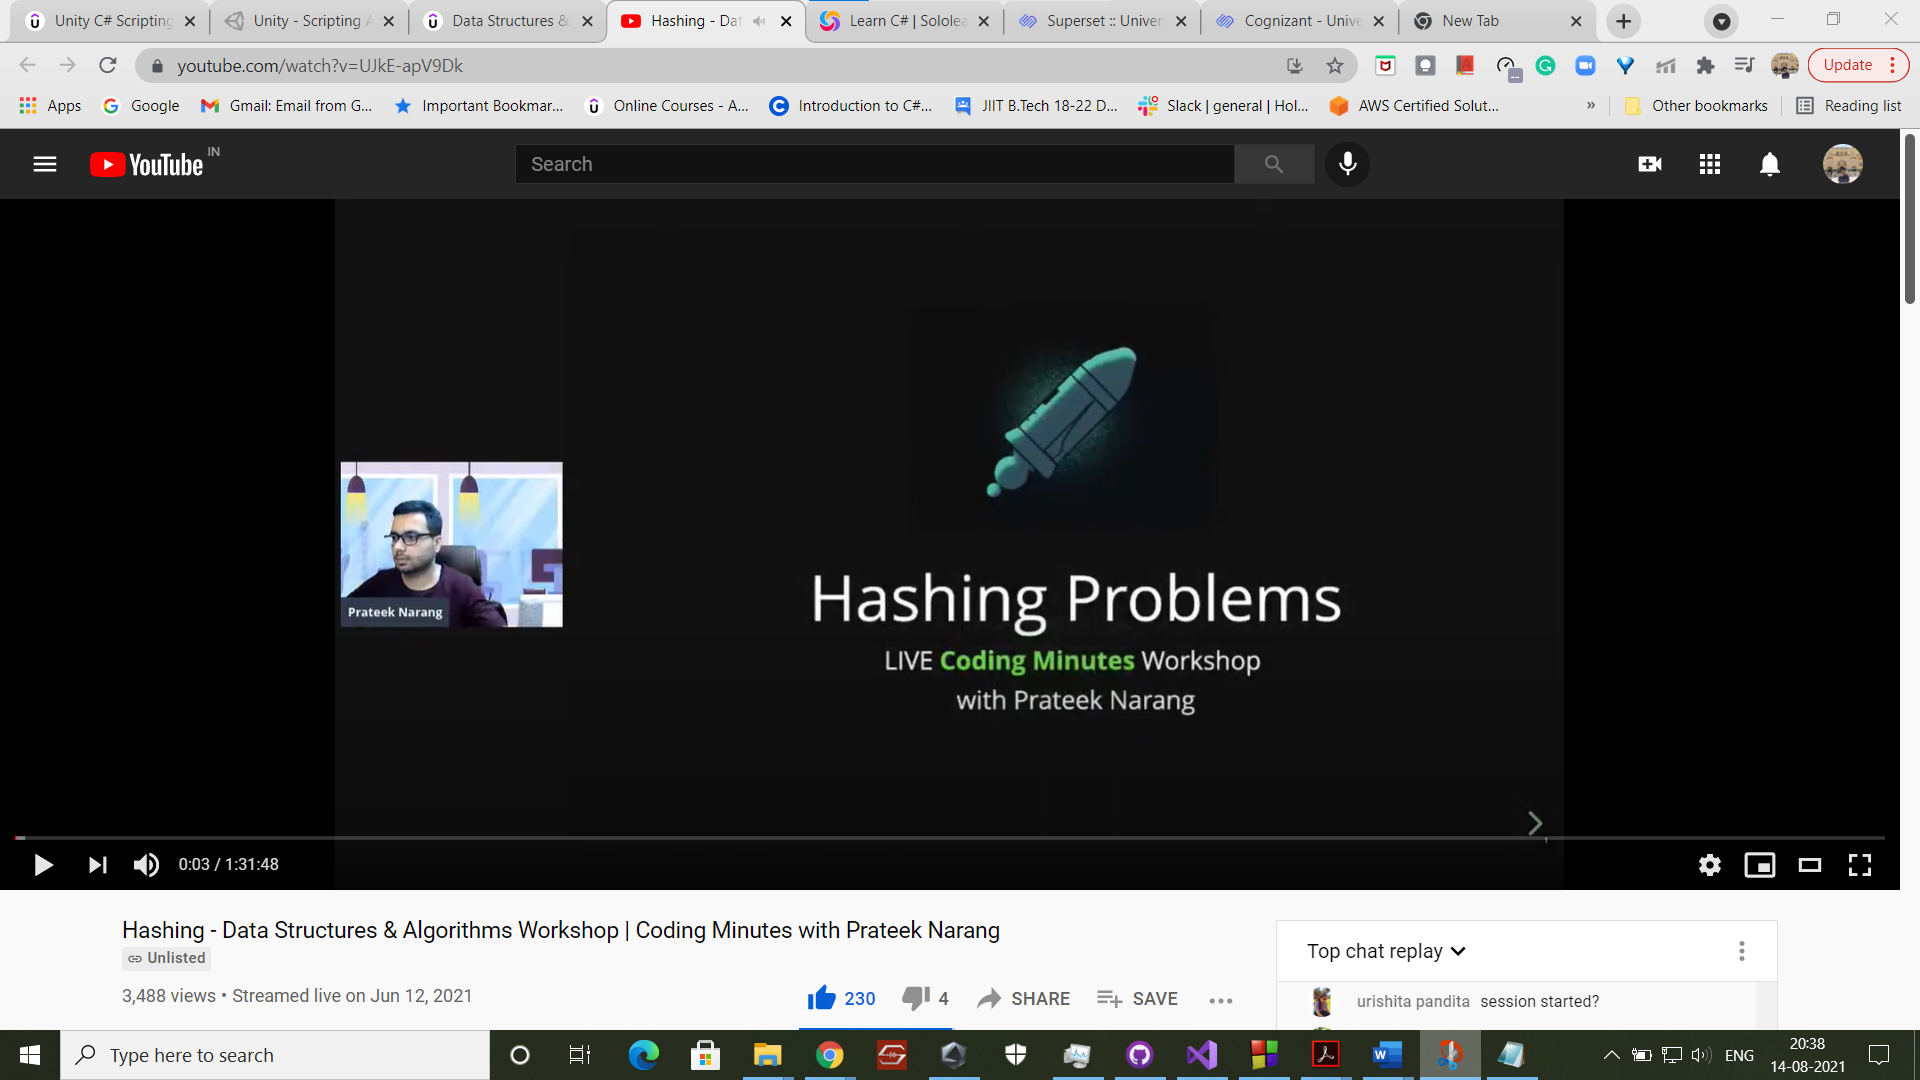 Unity C# Scripting
Unity - Scripting A
Data Structures &
Hashing - Dat
Learn C# | Sololea
Superset :: Univer
Cognizant - Unive
New Tab
youtube.com/watch?v=UJkE-apV9Dk
Update
Apps
Google
Gmail: Email from G...
Important Bookmar...
Online Courses - A...
Introduction to C#...
JIIT B.Tech 18-22 D...
Slack | general | Hol...
AWS Certified Solut...
»
Other bookmarks
Reading list
YouTube IN
Search
Prateek Narang
Hashing Problems
LIVE Coding Minutes Workshop
with Prateek Narang
0:03 / 1:31:48
Hashing - Data Structures & Algorithms Workshop | Coding Minutes with Prateek Narang
Unlisted
3,488 views • Streamed live on Jun 12, 2021
230
4
SHARE
SAVE
Top chat replay
urishita pandita session started?
Type here to search
ENG
20:38
14-08-2021